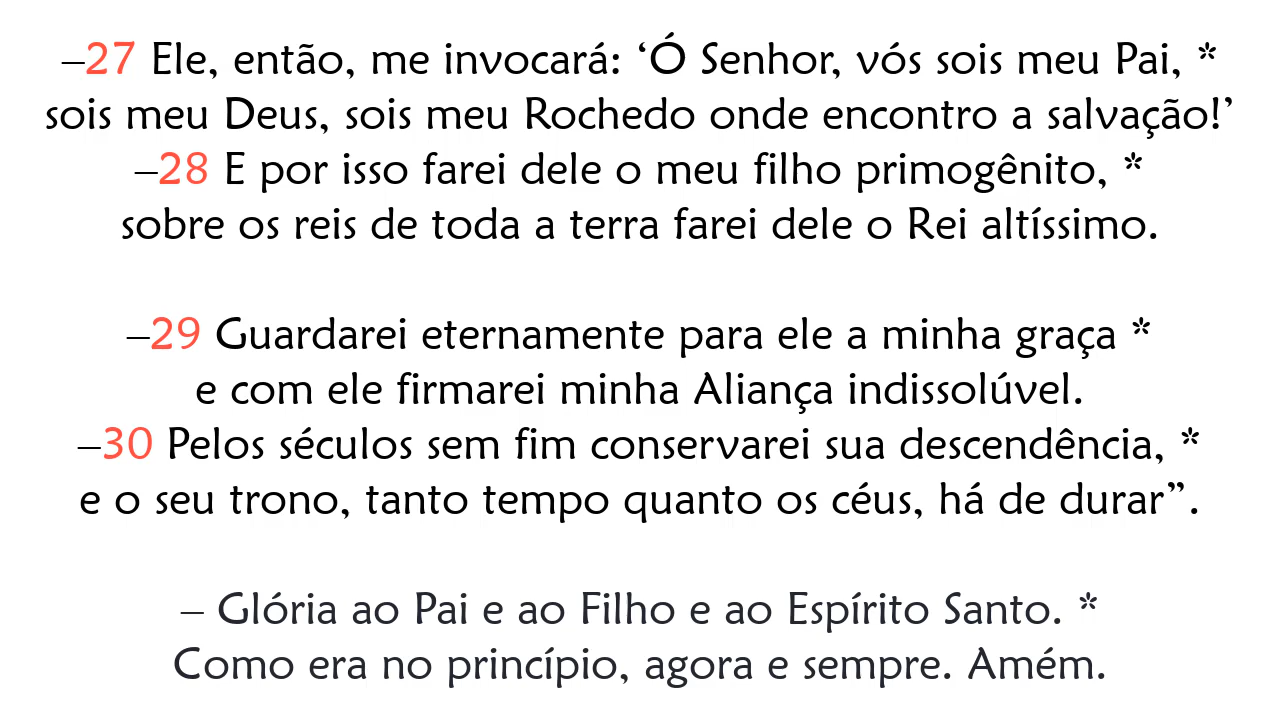 –27 Ele, então, me invocará: ‘Ó Senhor, vós sois meu Pai, *
sois meu Deus, sois meu Rochedo onde encontro a salvação!’
–28 E por isso farei dele o meu filho primogênito, *
sobre os reis de toda a terra farei dele o Rei altíssimo.
–29 Guardarei eternamente para ele a minha graça *
e com ele firmarei minha Aliança indissolúvel.
–30 Pelos séculos sem fim conservarei sua descendência, *
e o seu trono, tanto tempo quanto os céus, há de durar”.
– Glória ao Pai e ao Filho e ao Espírito Santo. *
Como era no princípio, agora e sempre. Amém.